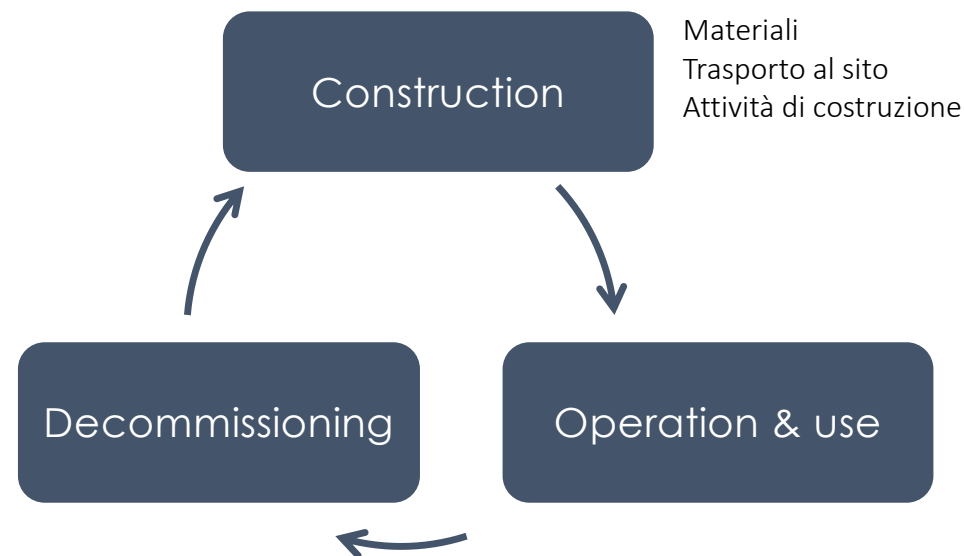 Construction
Materiali
Trasporto al sito
Attività di costruzione
Decommissioning
Operation & use